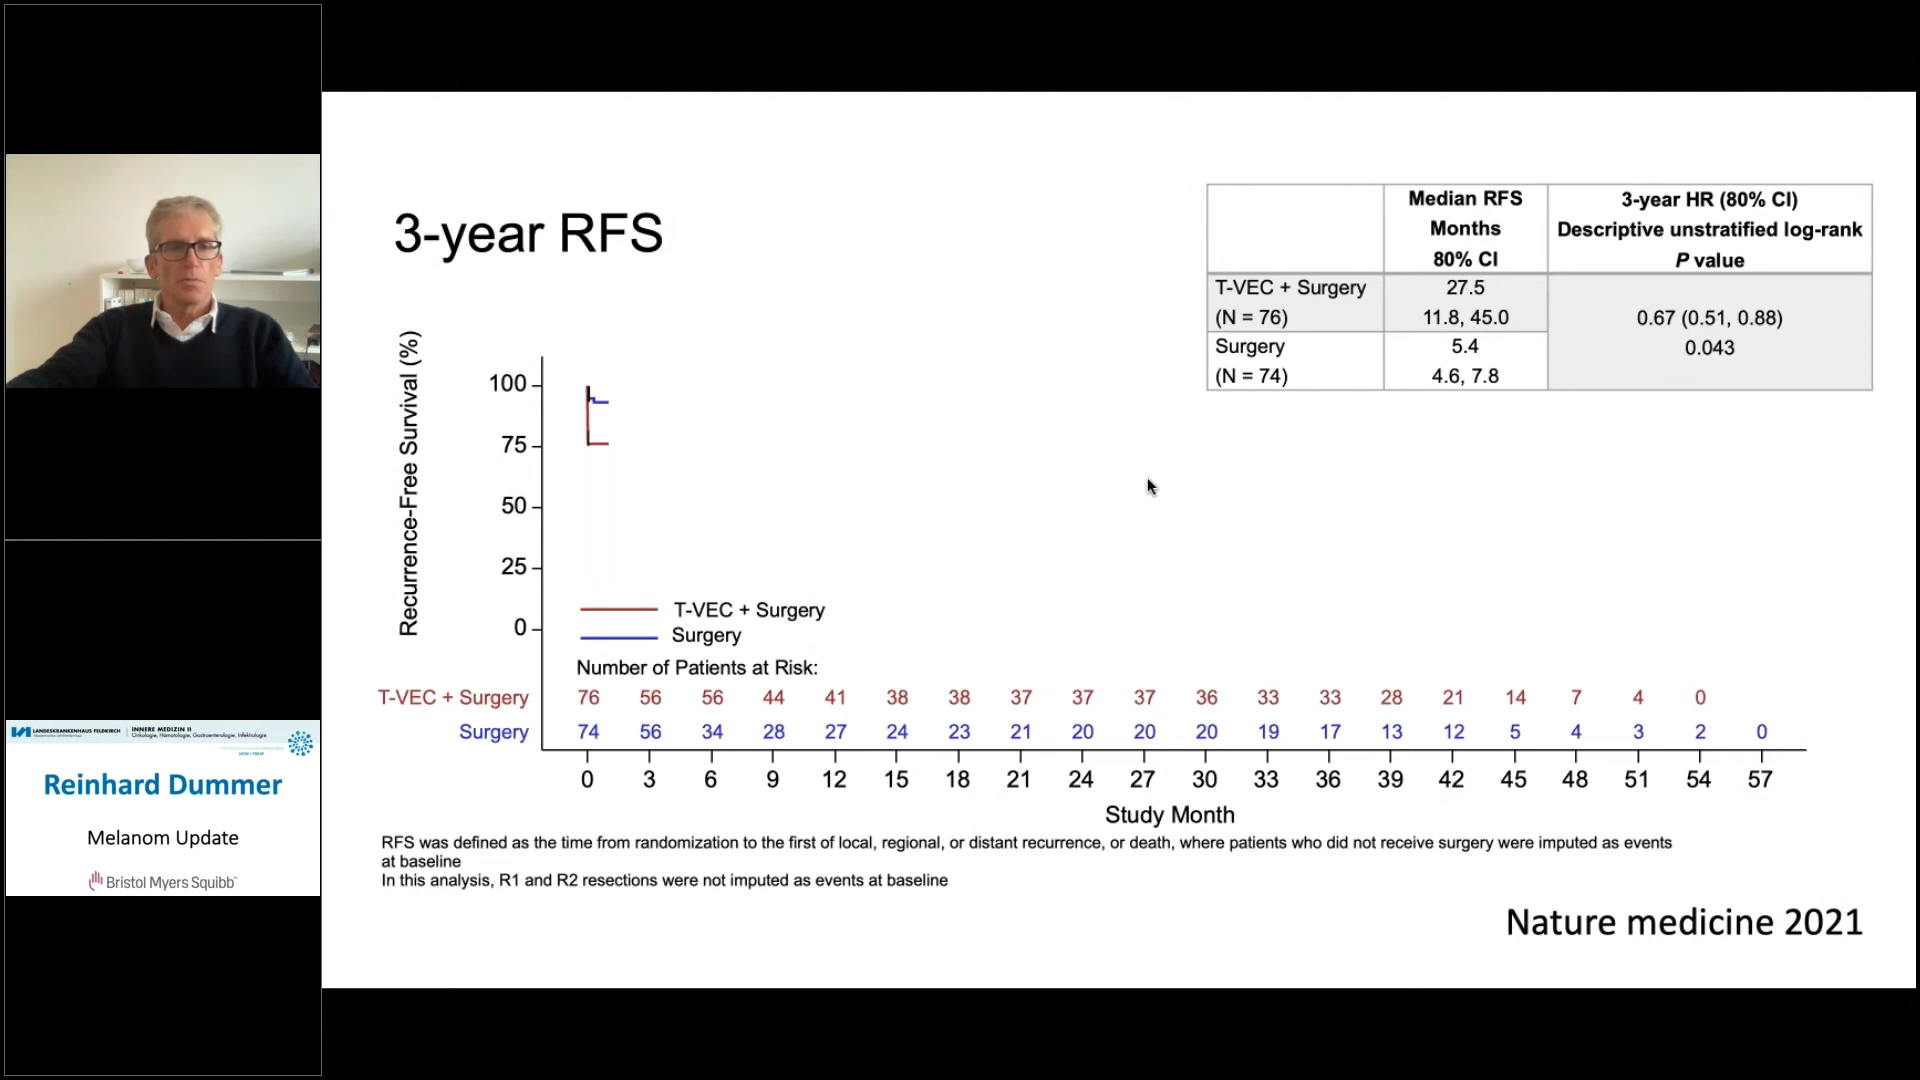 3-year RFS
Median RFS
Months
80% CI
3-year HR (80% CI)
Descriptive unstratified log-rank
P value
T-VEC + Surgery
(N = 76)
27.5
11.8, 45.0
Surgery
(N = 74)
5.4
4.6, 7.8
0.67 (0.51, 0.88)
0.043
Recurrence-Free Survival (%)
100
75
50
25
0
T-VEC + Surgery
Surgery
Number of Patients at Risk:
T-VEC + Surgery 76 56 56 44 41 38 38 37 37 37 36 33 33 28 21 14 7 4 0
Surgery 74 56 34 28 27 24 23 21 20 20 20 19 17 13 12 5 4 3 2 0
0 3 6 9 12 15 18 21 24 27 30 33 36 39 42 45 48 51 54 57
Study Month
RFS was defined as the time from randomization to the first of local, regional, or distant recurrence, or death, where patients who did not receive surgery were imputed as events
at baseline
In this analysis, R1 and R2 resections were not imputed as events at baseline
Nature medicine 2021
LANDESKRANKENHAUS FELDKIRCH
INNERE MEDIZIN II
Onkologie, Hämatologie, Gastroenterologie, Infektiologie
Reinhard Dummer
Melanom Update
Bristol Myers Squibb™